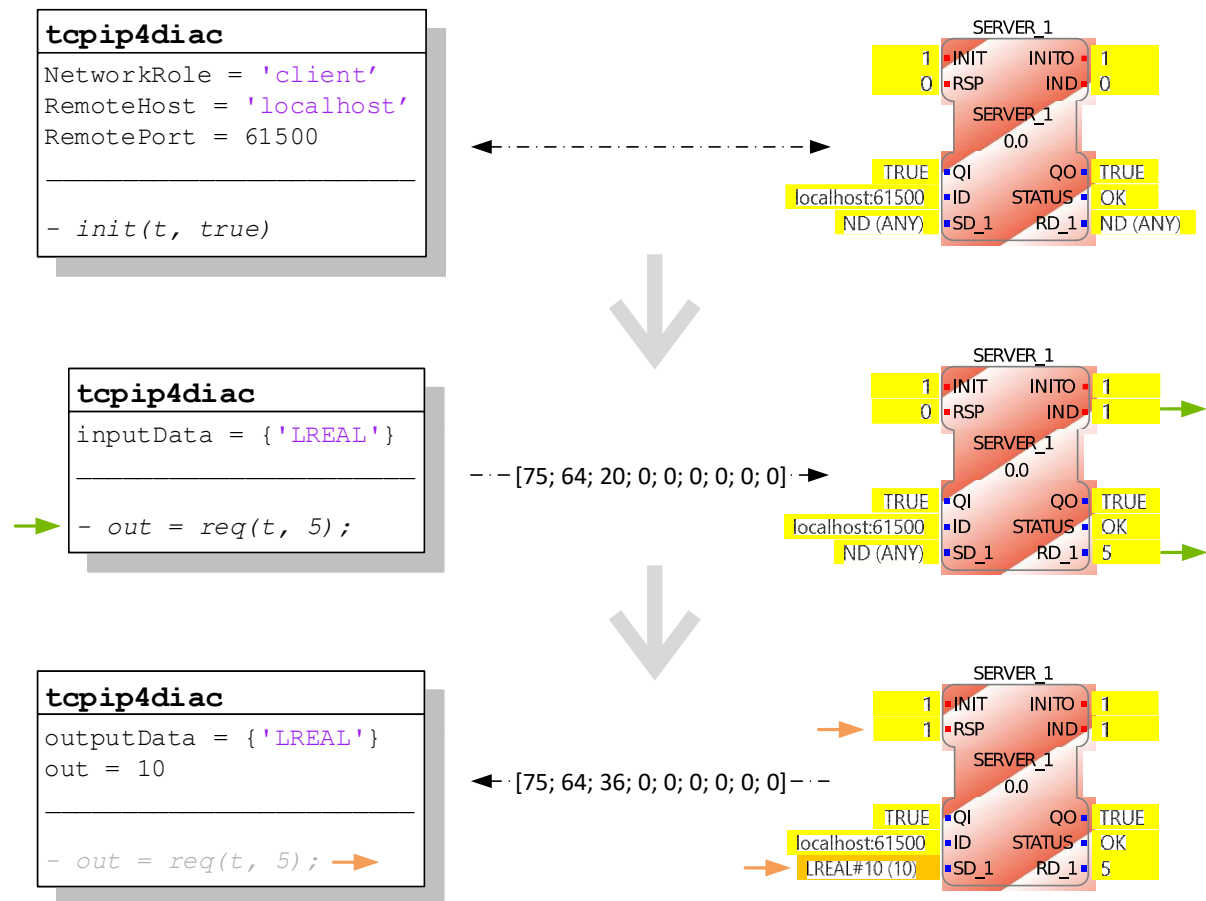 tcpip4diac
NetworkRole = 'client’
RemoteHost = 'localhost’
RemotePort = 61500
- init(t, true)
SERVER_1
1 INIT INITO 1
0 RSP IND 0
SERVER_1
0.0
TRUE QI QO TRUE
localhost:61500 ID STATUS OK
ND (ANY) SD_1 RD_1 ND (ANY)
tcpip4diac
inputData = {'LREAL'}
- out = req(t, 5);
[75; 64; 20; 0; 0; 0; 0; 0; 0]
SERVER_1
1 INIT INITO 1
0 RSP IND 1
SERVER_1
0.0
TRUE QI QO TRUE
localhost:61500 ID STATUS OK
ND (ANY) SD_1 RD_1 5
tcpip4diac
outputData = {'LREAL'}
out = 10
- out = req(t, 5);
[75; 64; 36; 0; 0; 0; 0; 0; 0]
SERVER_1
1 INIT INITO 1
1 RSP IND 1
SERVER_1
0.0
TRUE QI QO TRUE
localhost:61500 ID STATUS OK
LREAL#10 (10) SD_1 RD_1 5